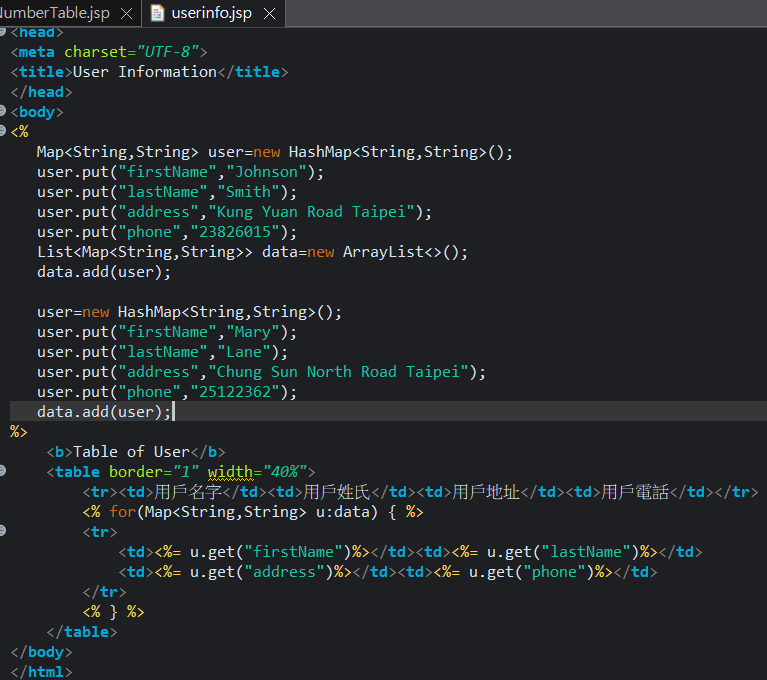 NumberTable.jsp userinfo.jsp
<head>
<meta charset="UTF-8">
<title>User Information</title>
</head>
<body>
<%
Map<String,String> user=new HashMap<String,String>();
user.put("firstName","Johnson");
user.put("lastName","Smith");
user.put("address","Kung Yuan Road Taipei");
user.put("phone","23826015");
List<Map<String,String>> data=new ArrayList<>();
data.add(user);
user=new HashMap<String,String>();
user.put("firstName","Mary");
user.put("lastName","Lane");
user.put("address","Chung Sun North Road Taipei");
user.put("phone","25122362");
data.add(user);
%>
<b>Table of User</b>
<table border="1" width="40%">
<tr><td>用戶名字</td><td>用戶姓氏</td><td>用戶地址</td><td>用戶電話</td></tr>
<% for(Map<String,String> u:data) { %>
<tr>
<td><%= u.get("firstName")%></td><td><%= u.get("lastName")%></td>
<td><%= u.get("address")%></td><td><%= u.get("phone")%></td>
</tr>
<% } %>
</table>
</body>
</html>